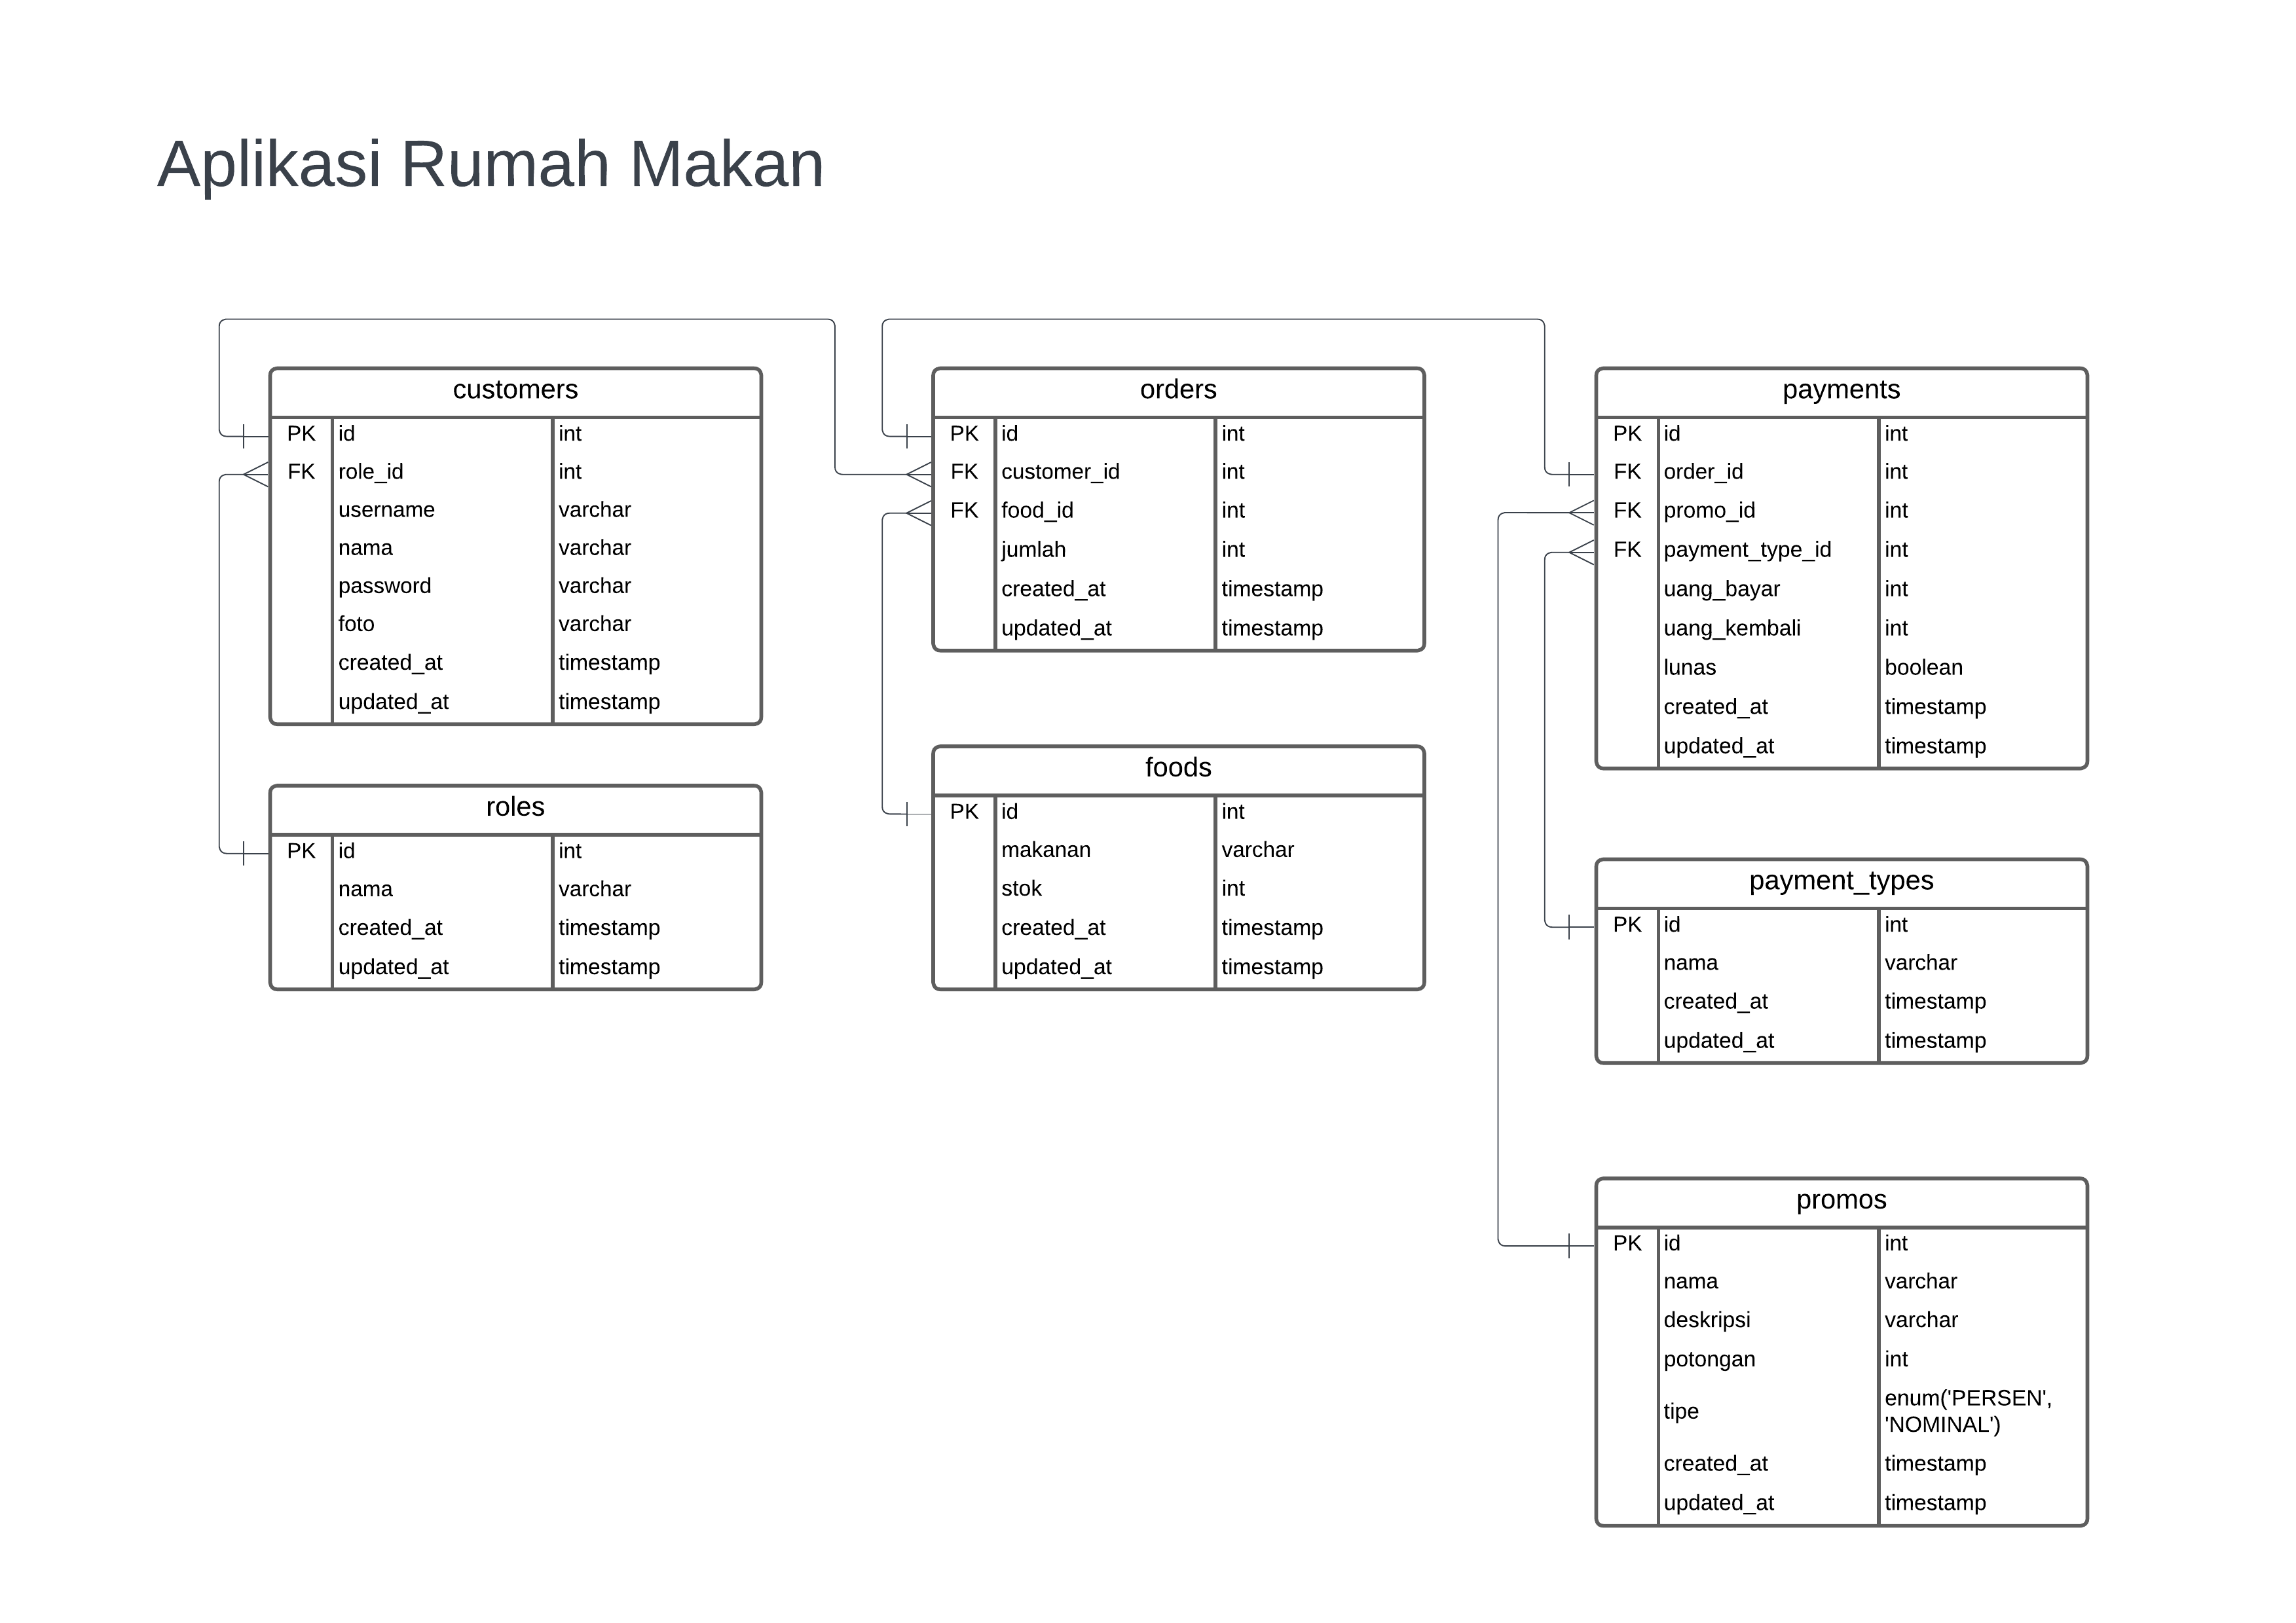 Aplikasi Rumah Makan
customers
PK id int
FK role_id int
username varchar
nama varchar
password varchar
foto varchar
created_at timestamp
updated_at timestamp
roles
PK id int
nama varchar
created_at timestamp
updated_at timestamp
orders
PK id int
FK customer_id int
FK food_id int
jumlah int
created_at timestamp
updated_at timestamp
foods
PK id int
makanan varchar
stok int
created_at timestamp
updated_at timestamp
payments
PK id int
FK order_id int
FK promo_id int
FK payment_type_id int
uang_bayar int
uang_kembali int
lunas boolean
created_at timestamp
updated_at timestamp
payment_types
PK id int
nama varchar
created_at timestamp
updated_at timestamp
promos
PK id int
nama varchar
deskripsi varchar
potongan int
tipe enum('PERSEN',
'NOMINAL')
created_at timestamp
updated_at timestamp